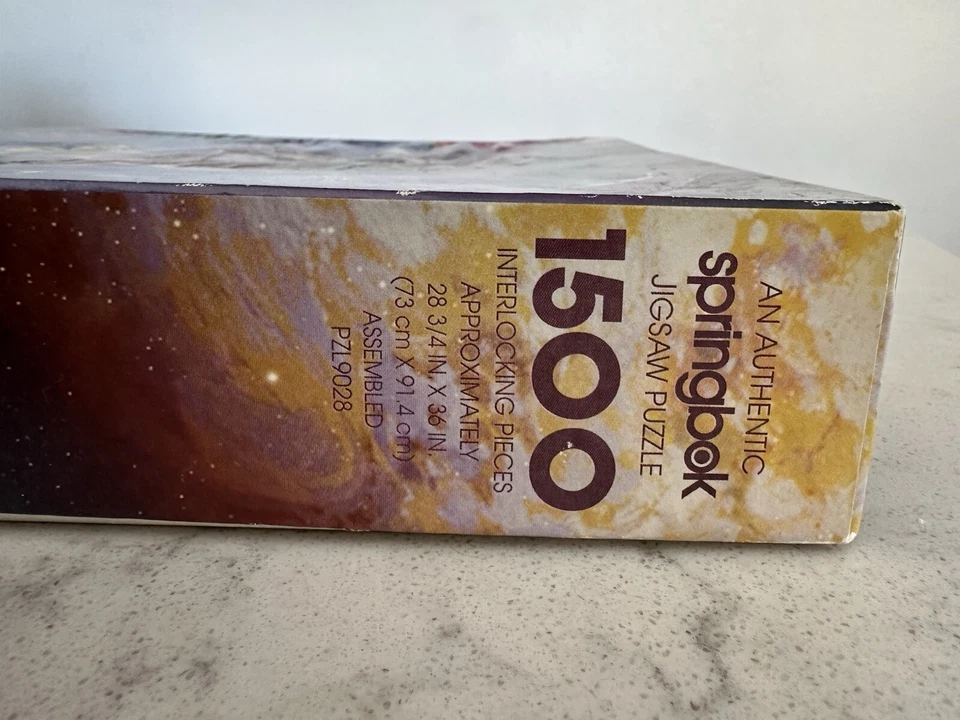 AN AUTHENTIC
springbok
JIGSAW PUZZLE
1500
INTERLOCKING PIECES
APPROXIMATELY
28 3/4 IN. X 36 IN.
(73 cm X 91.4 cm)
ASSEMBLED
PZL9028